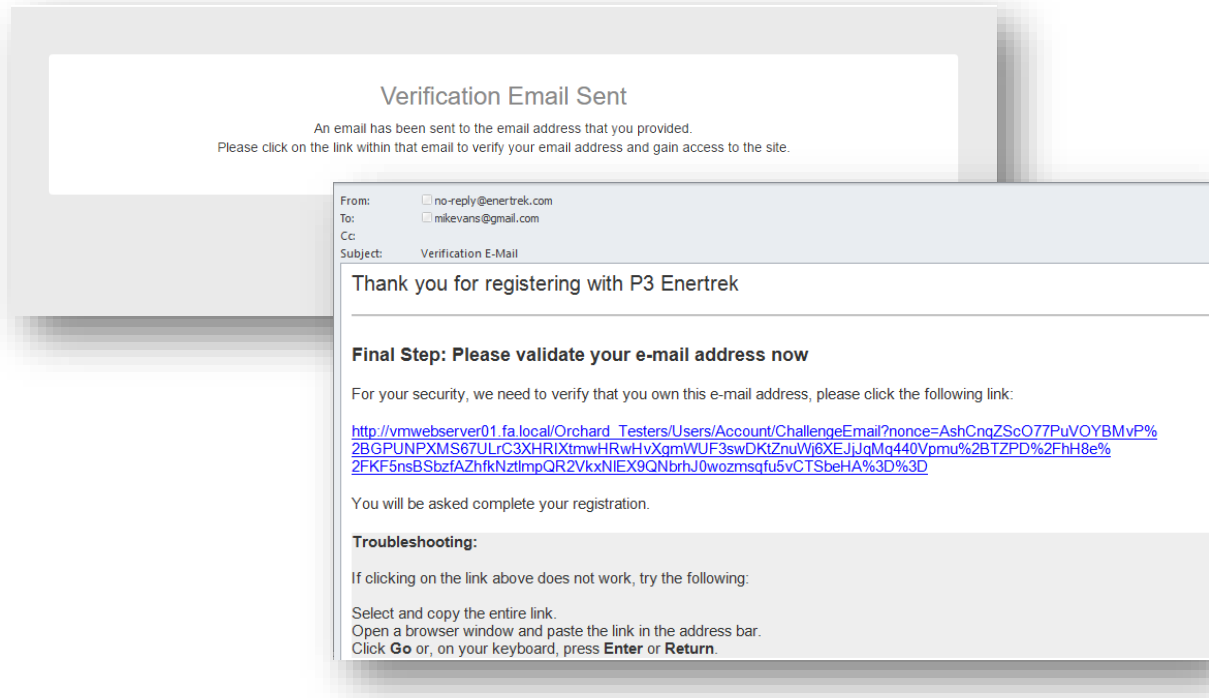 Verification Email Sent
An email has been sent to the email address that you provided.
Please click on the link within that email to verify your email address and gain access to the site.
From: no-reply@enertrek.com
To: mikevans@gmail.com
Cc:
Subject: Verification E-Mail
Thank you for registering with P3 Enertrek
Final Step: Please validate your e-mail address now
For your security, we need to verify that you own this e-mail address, please click the following link:
http://vmwebserver01.fa.local/Orchard_Testers/Users/Account/ChallengeEmail?nonce=AshCnqZScO77PuVOYBMvP%
2BGPUNPXMS67ULrC3XHRIXtmwHRwHvXgmWUF3swDKtZnuWj6XEJjJqMq440Vpmu%2BTZPD%2FhH8e%
2FKF5nsBSbzfAZhfkNztlmpQR2VkxNlEX9QNbrhJ0wozmsqfu5vCTSbeHA%3D%3D
You will be asked complete your registration.
Troubleshooting:
If clicking on the link above does not work, try the following:
Select and copy the entire link.
Open a browser window and paste the link in the address bar.
Click Go or, on your keyboard, press Enter or Return.